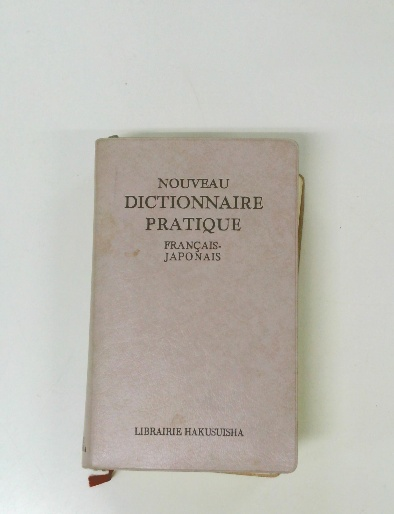 NOUVEAU
DICTIONNAIRE
PRATIQUE
FRANÇAIS-
JAPONAIS
LIBRAIRIE HAKUSUISHA